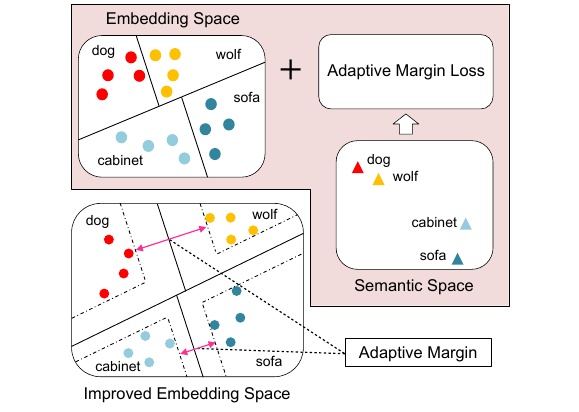 Embedding Space
dog
wolf
sofa
cabinet
+
Adaptive Margin Loss
dog
wolf
cabinet
sofa
Semantic Space
dog
wolf
cabinet
sofa
Adaptive Margin
Improved Embedding Space